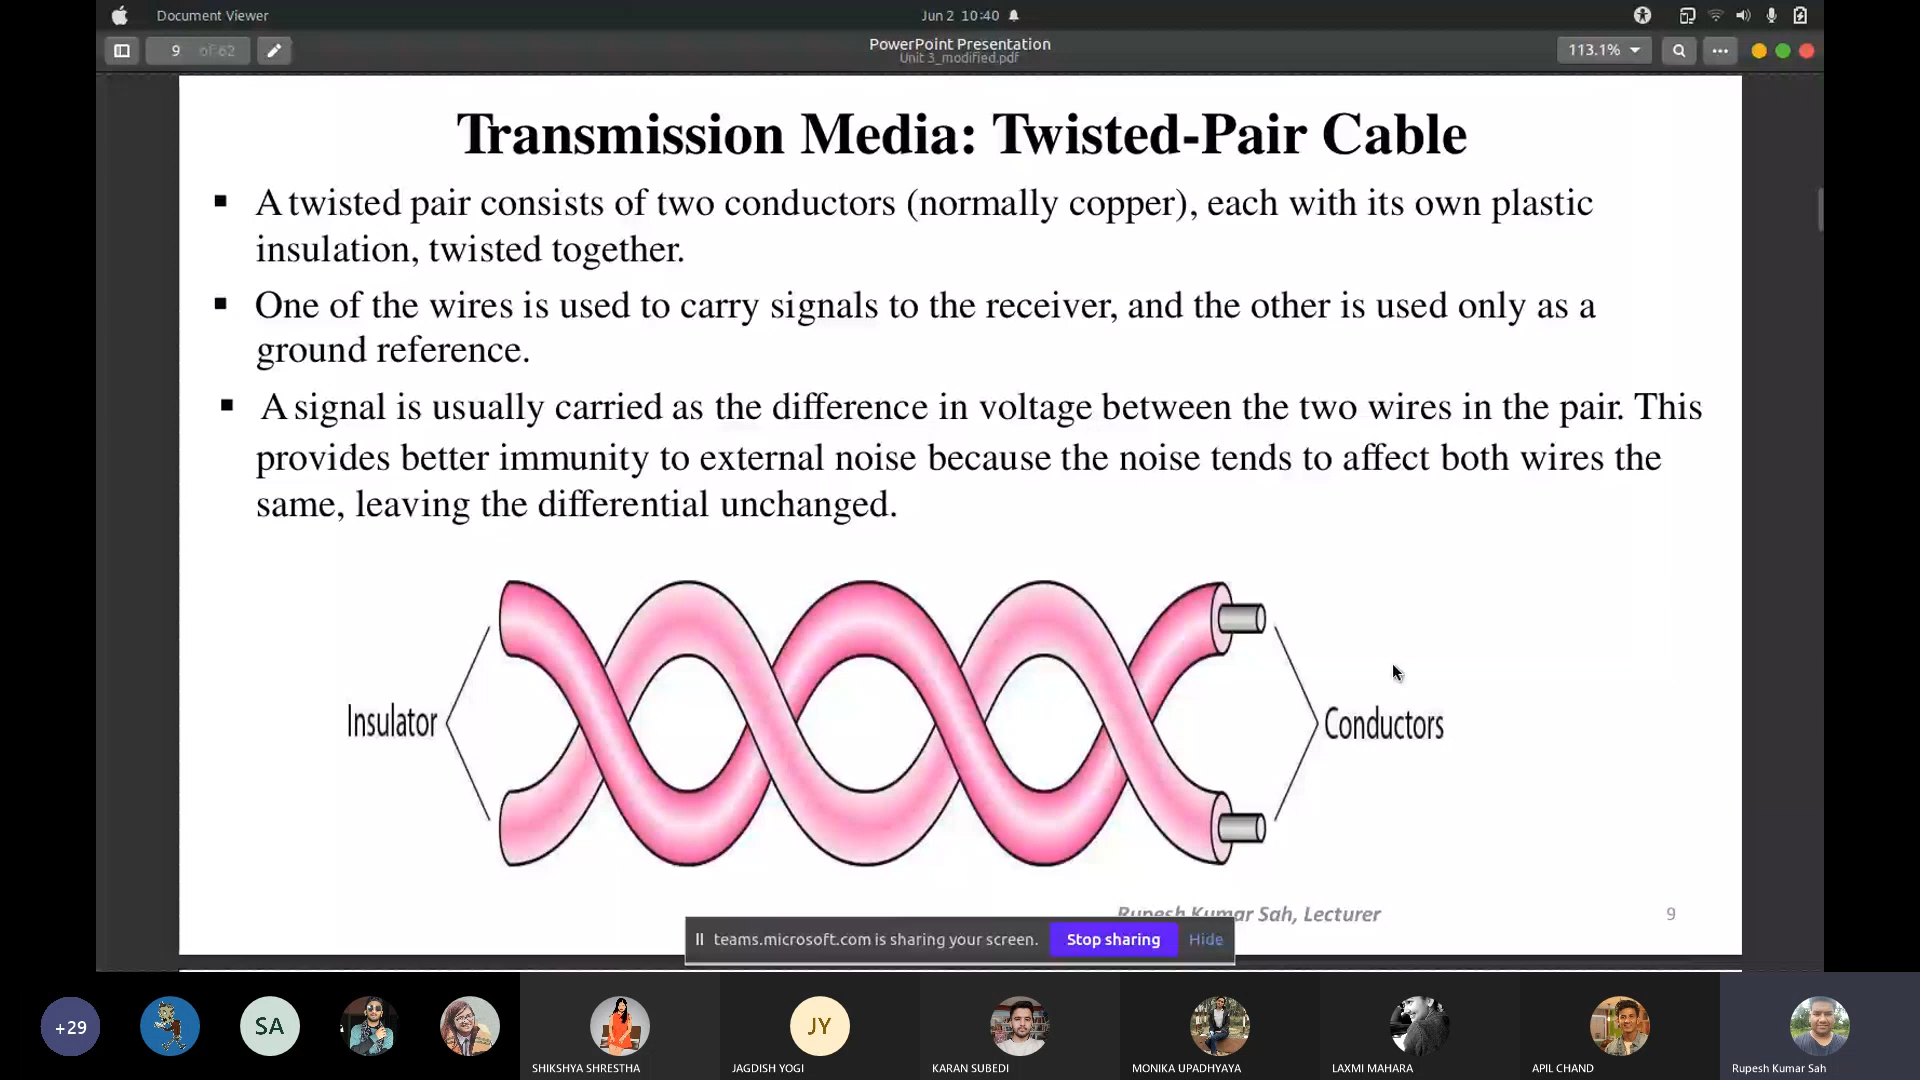 Document Viewer
Jun 2 10:40
9 of 62
PowerPoint Presentation
Unit 3_modified.pdf
113.1%
Transmission Media: Twisted-Pair Cable
▪ A twisted pair consists of two conductors (normally copper), each with its own plastic
insulation, twisted together.
▪ One of the wires is used to carry signals to the receiver, and the other is used only as a
ground reference.
▪ A signal is usually carried as the difference in voltage between the two wires in the pair. This
provides better immunity to external noise because the noise tends to affect both wires the
same, leaving the differential unchanged.
Insulator
Conductors
Rupesh Kumar Sah, Lecturer
9
teams.microsoft.com is sharing your screen.
Stop sharing
Hide
+29
SA
JY
SHIKSHYA SHRESTHA
JAGDISH YOGI
KARAN SUBEDI
MONIKA UPADHYAYA
LAXMI MAHARA
APIL CHAND
Rupesh Kumar Sah